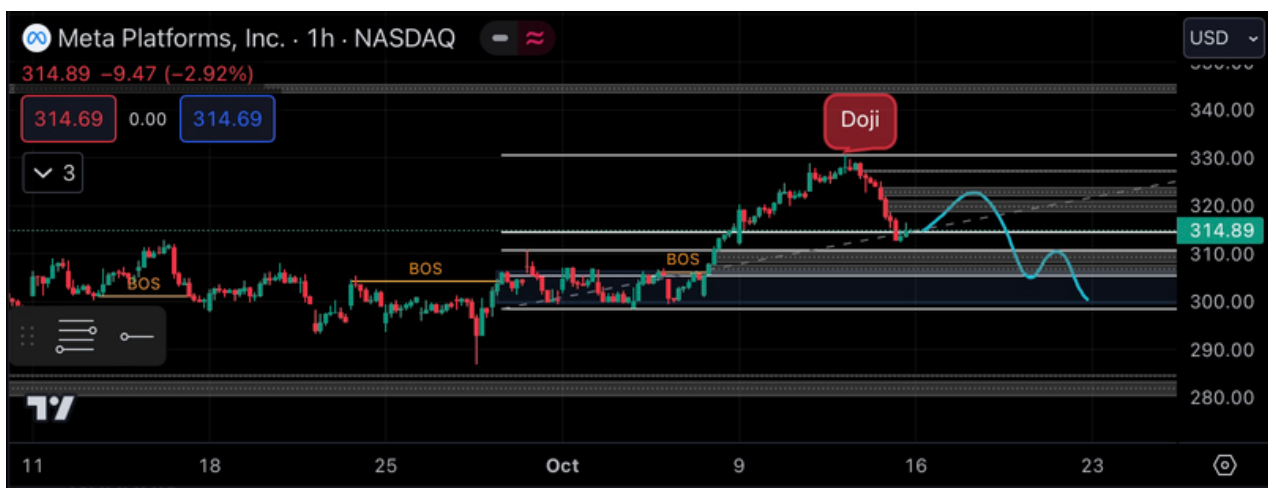 Meta Platforms, Inc. · 1h · NASDAQ
USD
314.89 −9.47 (−2.92%)
314.69 0.00 314.69
3
Doji
BOS
BOS
BOS
340.00
330.00
320.00
314.89
310.00
300.00
290.00
280.00
11 18 25 Oct 9 16 23